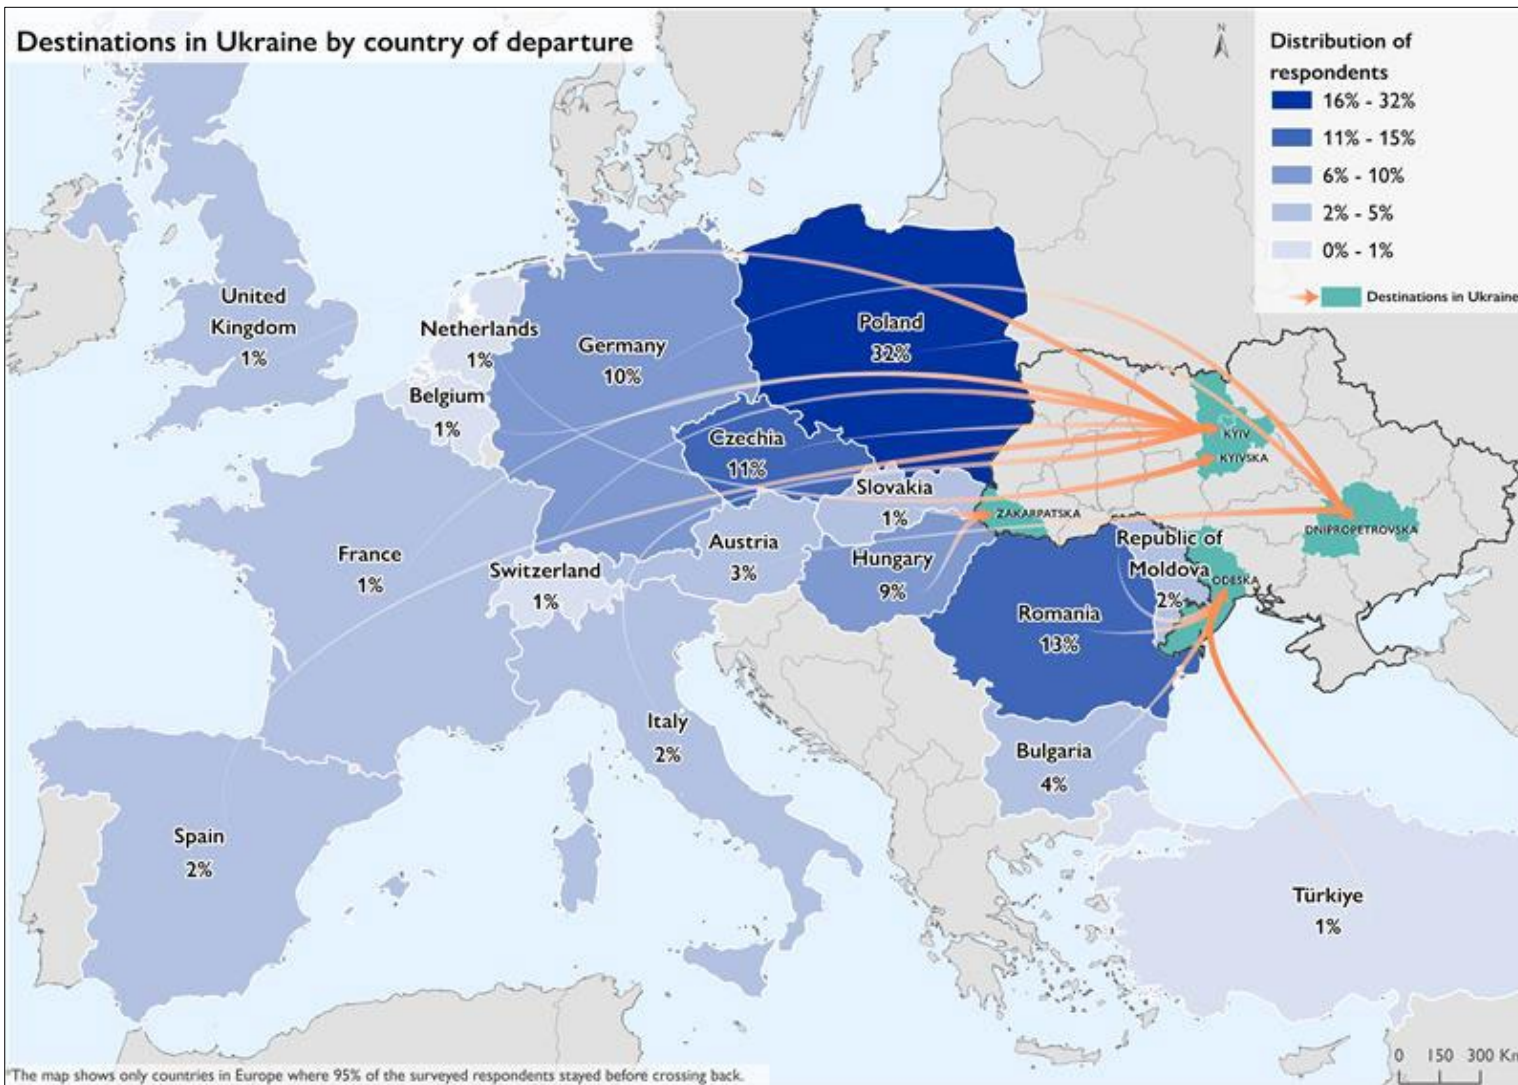 Destinations in Ukraine by country of departure
N
Distribution of
respondents
16% - 32%
11% - 15%
6% - 10%
2% - 5%
0% - 1%
Destinations in Ukraine
United
Kingdom
1%
Netherlands
1%
Belgium
1%
Germany
10%
Poland
32%
Czechia
11%
Slovakia
1%
Austria
3%
Hungary
9%
France
1%
Switzerland
1%
Italy
2%
Spain
2%
Romania
13%
Republic of
Moldova
2%
Bulgaria
4%
Türkiye
1%
KYIV
KYIVSKA
ZAKARPATSKA
DNIPROPETROVSKA
ODESKA
0 150 300 Km
*The map shows only countries in Europe where 95% of the surveyed respondents stayed before crossing back.